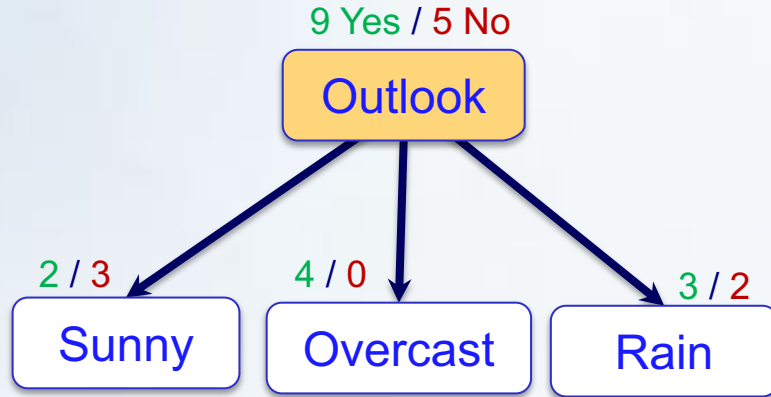 9 Yes / 5 No
Outlook
2 / 3
4 / 0
3 / 2
Sunny
Overcast
Rain